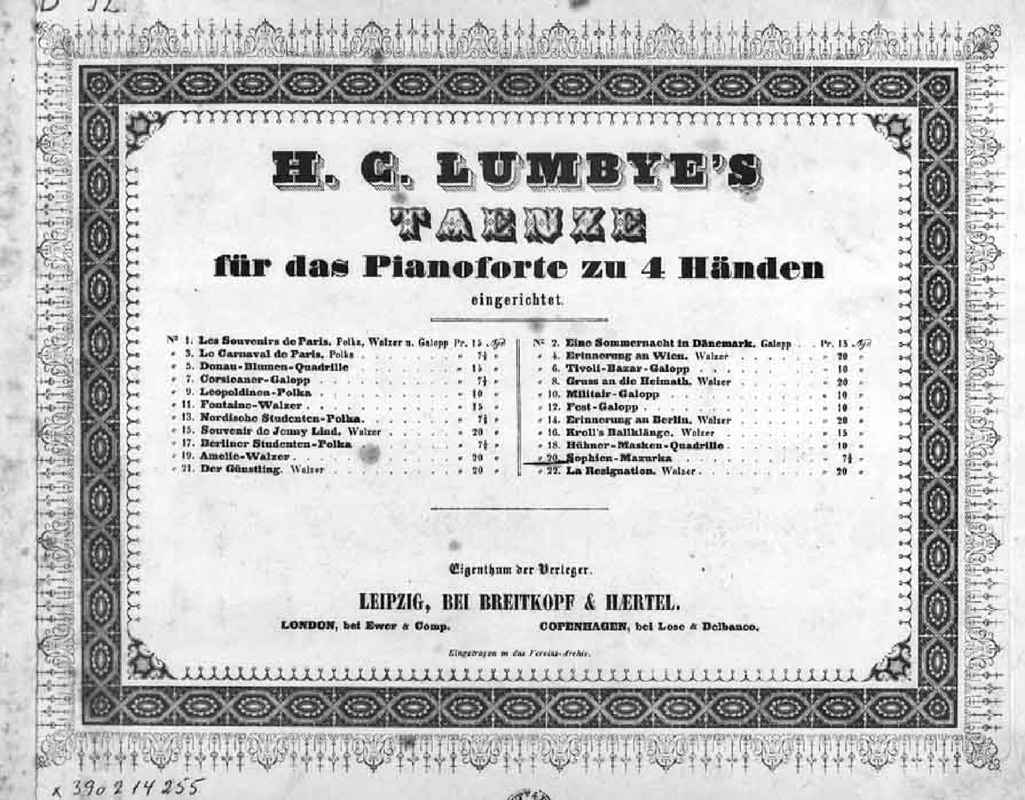 H. C. LUMBYE'S
TAENZE
für das Pianoforte zu 4 Händen
eingerichtet.
No 1. Les Souvenirs de Paris. Polka, Walzer u. Galopp Pr. 15 Ngr
" 3. Le Carnaval de Paris, Polka . . . " 7½ "
" 5. Donau-Blumen-Quadrille . . . " 15 "
" 7. Corsicaner-Galopp . . . " 7½ "
" 9. Leopoldinen-Polka . . . " 10 "
" 11. Fontaine-Walzer . . . " 15 "
" 13. Nordische Studenten-Polka. . . . " 7½ "
" 15. Souvenir de Jenny Lind. Walzer . . . " 20 "
" 17. Berliner Studenten-Polka . . . " 7½ "
" 19. Amelie-Walzer . . . " 20 "
" 21. Der Günstling. Walzer . . . " 20 "
No 2. Eine Sommernacht in Dänemark. Galopp . . Pr. 15 Ngr
" 4. Erinnerung an Wien. Walzer . . . " 20 "
" 6. Tivoli-Bazar-Galopp . . . " 10 "
" 8. Gruss an die Heimath. Walzer . . . " 20 "
" 10. Militair-Galopp . . . " 10 "
" 12. Fest-Galopp . . . " 10 "
" 14. Erinnerung an Berlin. Walzer . . . " 20 "
" 16. Kroll's Ballklänge. Walzer . . . " 15 "
" 18. Hühner-Masken-Quadrille . . . " 10 "
" 20. Sophien-Mazurka . . . " 7½ "
" 22. La Resignation. Walzer . . . " 20 "
Eigenthum der Verleger.
LEIPZIG, BEI BREITKOPF & HÆRTEL.
LONDON, bei Ewer & Comp. COPENHAGEN, bei Lose & Delbanco.
Eingetragen in das Vereins-Archiv.
390 214 255